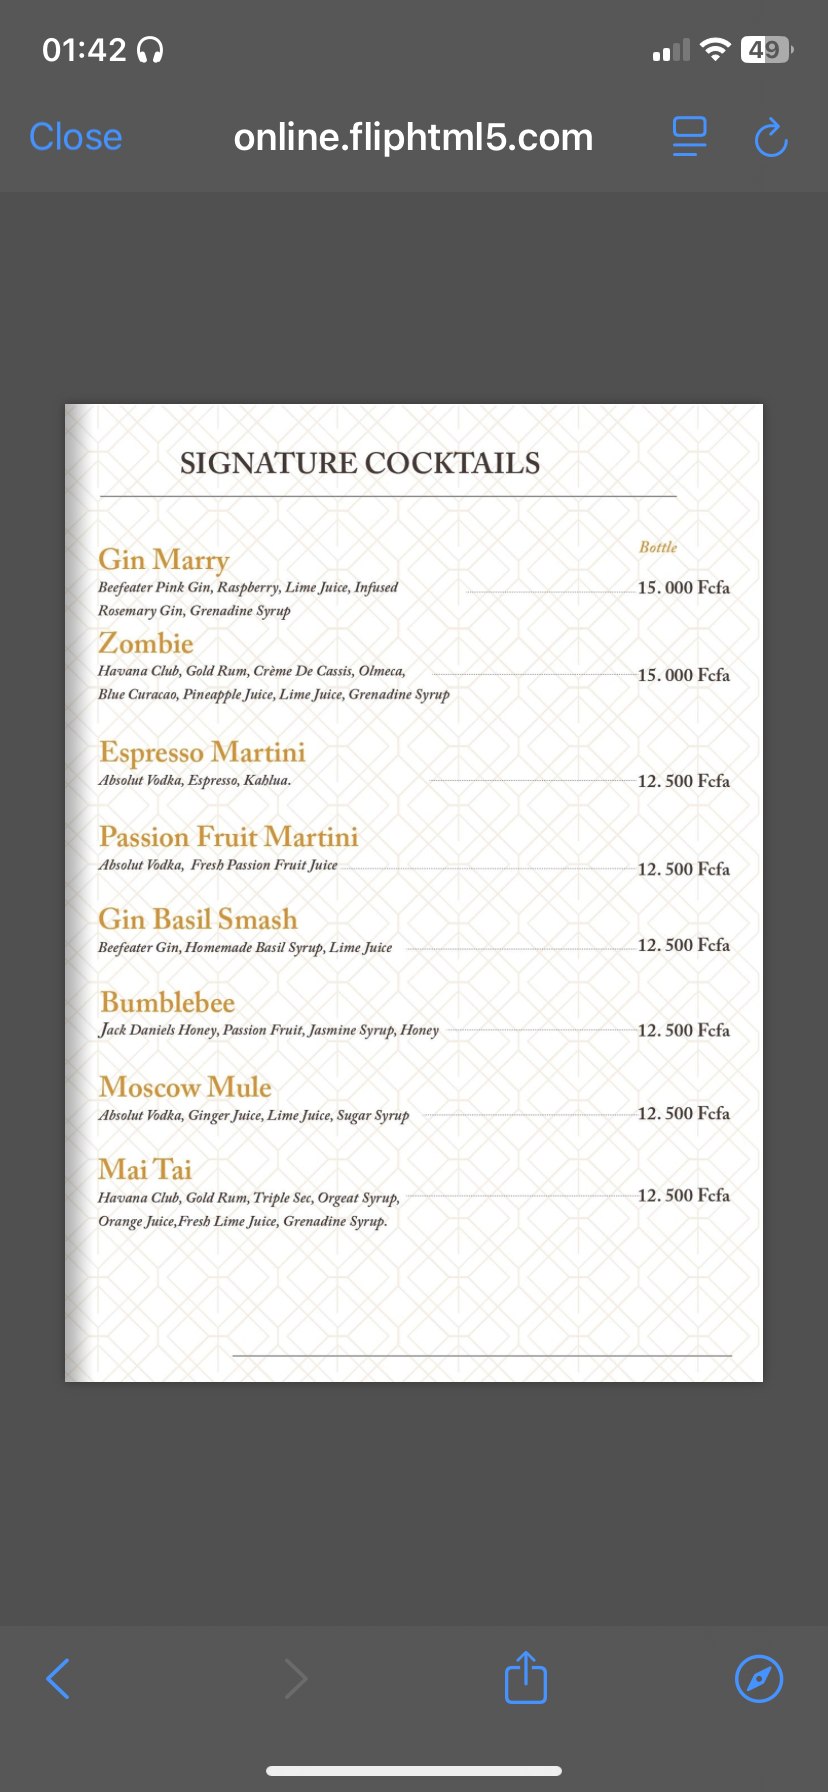 01:42
49
Close
online.fliphtml5.com
SIGNATURE COCKTAILS
Bottle
Gin Marry
Beefeater Pink Gin, Raspberry, Lime Juice, Infused
Rosemary Gin, Grenadine Syrup
15. 000 Fcfa
Zombie
Havana Club, Gold Rum, Crème De Cassis, Olmeca,
Blue Curacao, Pineapple Juice, Lime Juice, Grenadine Syrup
15. 000 Fcfa
Espresso Martini
Absolut Vodka, Espresso, Kahlua.
12. 500 Fcfa
Passion Fruit Martini
Absolut Vodka, Fresh Passion Fruit Juice
12. 500 Fcfa
Gin Basil Smash
Beefeater Gin, Homemade Basil Syrup, Lime Juice
12. 500 Fcfa
Bumblebee
Jack Daniels Honey, Passion Fruit, Jasmine Syrup, Honey
12. 500 Fcfa
Moscow Mule
Absolut Vodka, Ginger Juice, Lime Juice, Sugar Syrup
12. 500 Fcfa
Mai Tai
Havana Club, Gold Rum, Triple Sec, Orgeat Syrup,
Orange Juice,Fresh Lime Juice, Grenadine Syrup.
12. 500 Fcfa